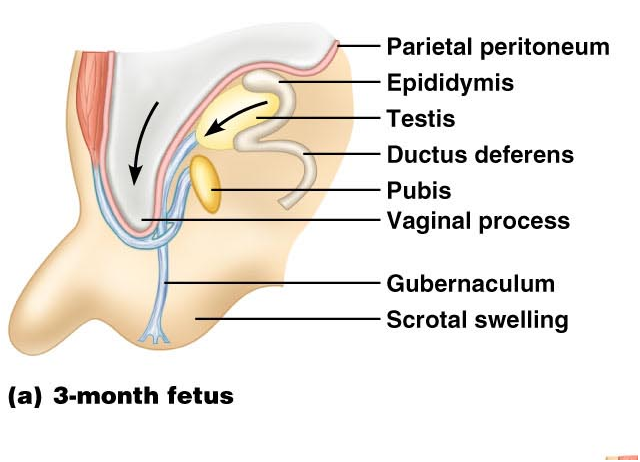 Parietal peritoneum
Epididymis
Testis
Ductus deferens
Pubis
Vaginal process
Gubernaculum
Scrotal swelling
(a) 3-month fetus